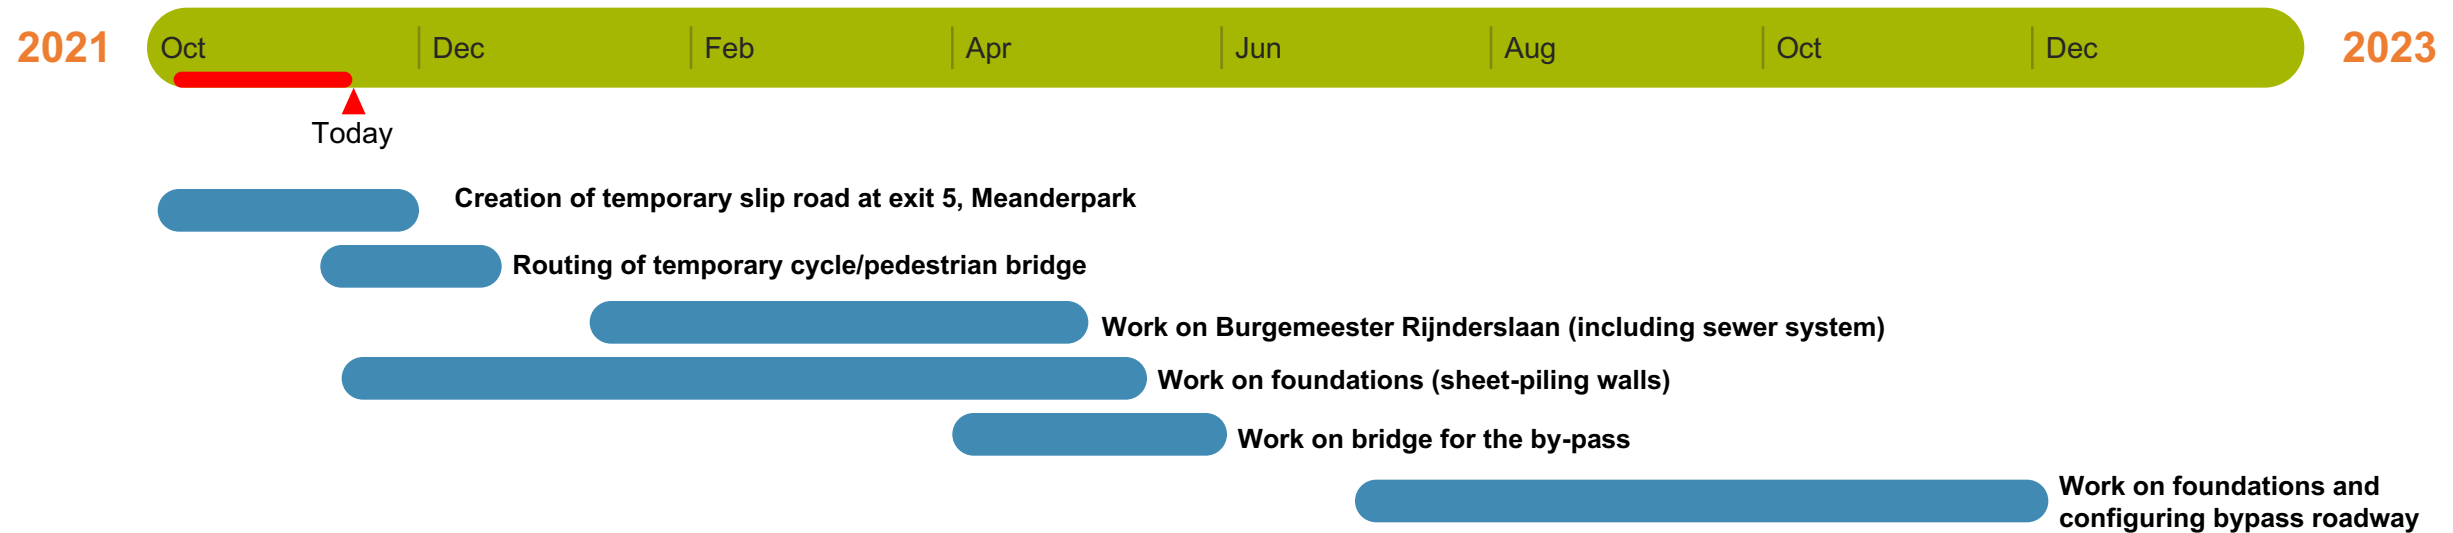 2021 Oct Dec Feb Apr Jun Aug Oct Dec 2023
Today
Creation of temporary slip road at exit 5, Meanderpark
Routing of temporary cycle/pedestrian bridge
Work on Burgemeester Rijnderslaan (including sewer system)
Work on foundations (sheet-piling walls)
Work on bridge for the by-pass
Work on foundations and
configuring bypass roadway